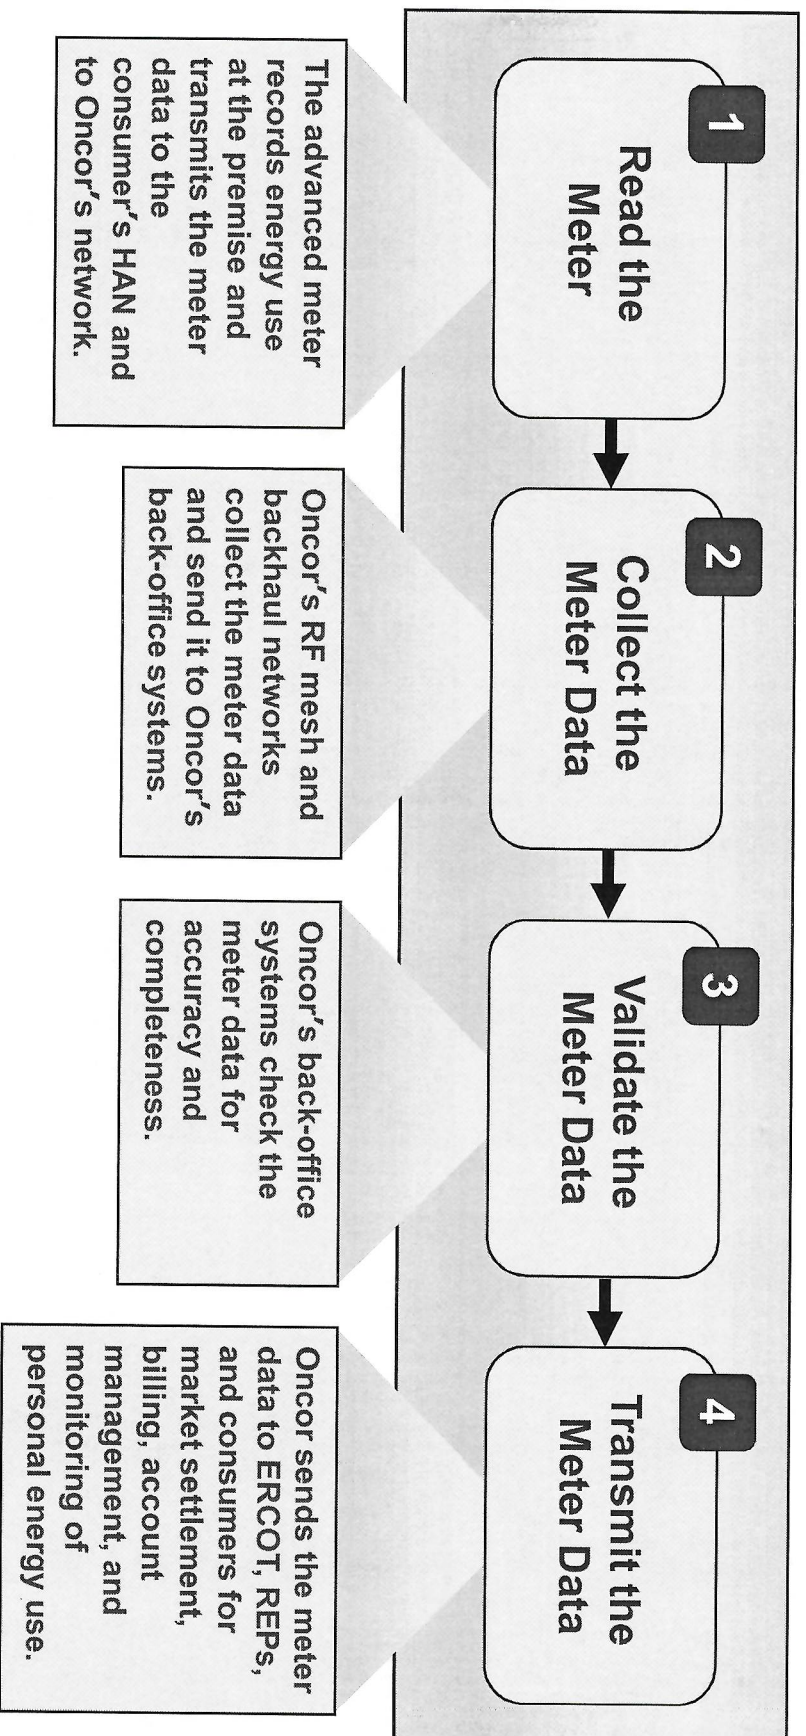 1
Read the
Meter
2
Collect the
Meter Data
3
Validate the
Meter Data
4
Transmit the
Meter Data
The advanced meter
records energy use
at the premise and
transmits the meter
data to the
consumer's HAN and
to Oncor's network.
Oncor's RF mesh and
backhaul networks
collect the meter data
and send it to Oncor's
back-office systems.
Oncor's back-office
systems check the
meter data for
accuracy and
completeness.
Oncor sends the meter
data to ERCOT, REPs,
and consumers for
market settlement,
billing, account
management, and
monitoring of
personal energy use.